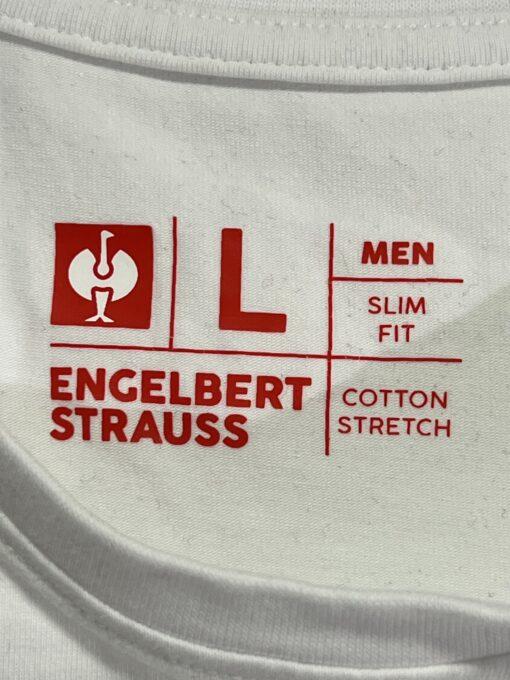 L
MEN
SLIM
FIT
ENGELBERT
STRAUSS
COTTON
STRETCH